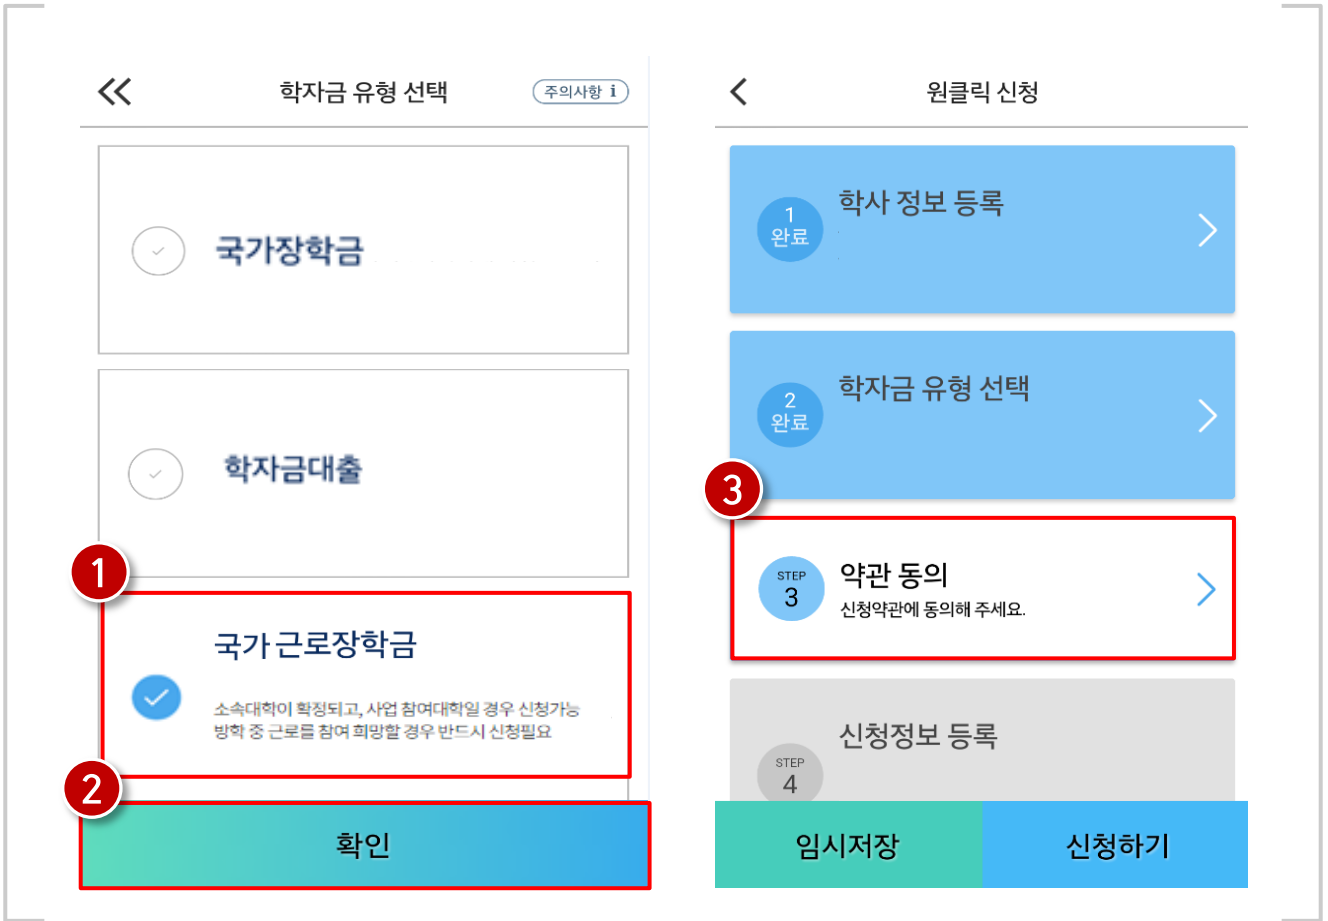 학자금 유형 선택
주의사항 i
국가장학금
학자금대출
1
국가 근로장학금
소속대학이 확정되고, 사업 참여대학일 경우 신청가능
방학 중 근로를 참여 희망할 경우 반드시 신청필요
2
확인
원클릭 신청
1
완료
학사 정보 등록
2
완료
학자금 유형 선택
3
STEP
3
약관 동의
신청약관에 동의해 주세요.
STEP
4
신청정보 등록
임시저장
신청하기